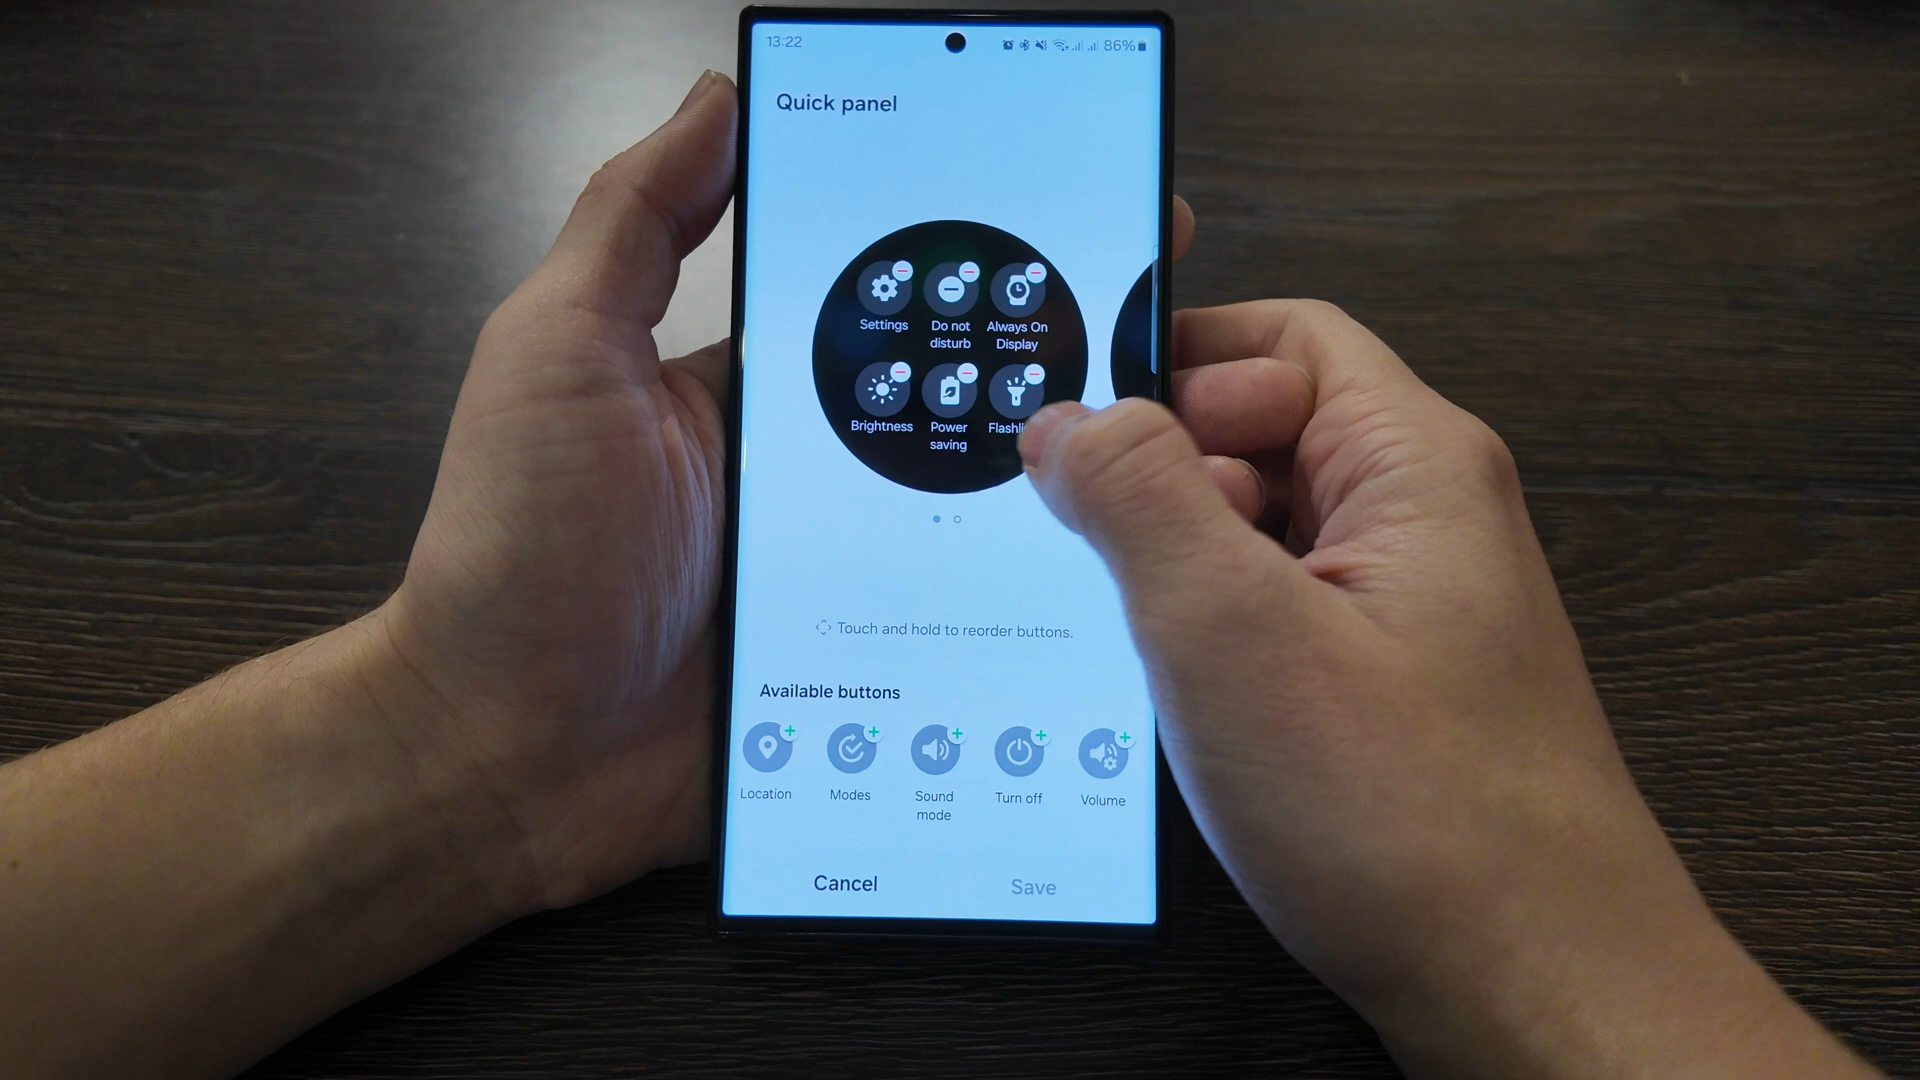 13:22
86%
Quick panel
Settings
Do not
disturb
Always On
Display
Brightness
Power
saving
Flashli
Touch and hold to reorder buttons.
Available buttons
Location
Modes
Sound
mode
Turn off
Volume
Cancel
Save